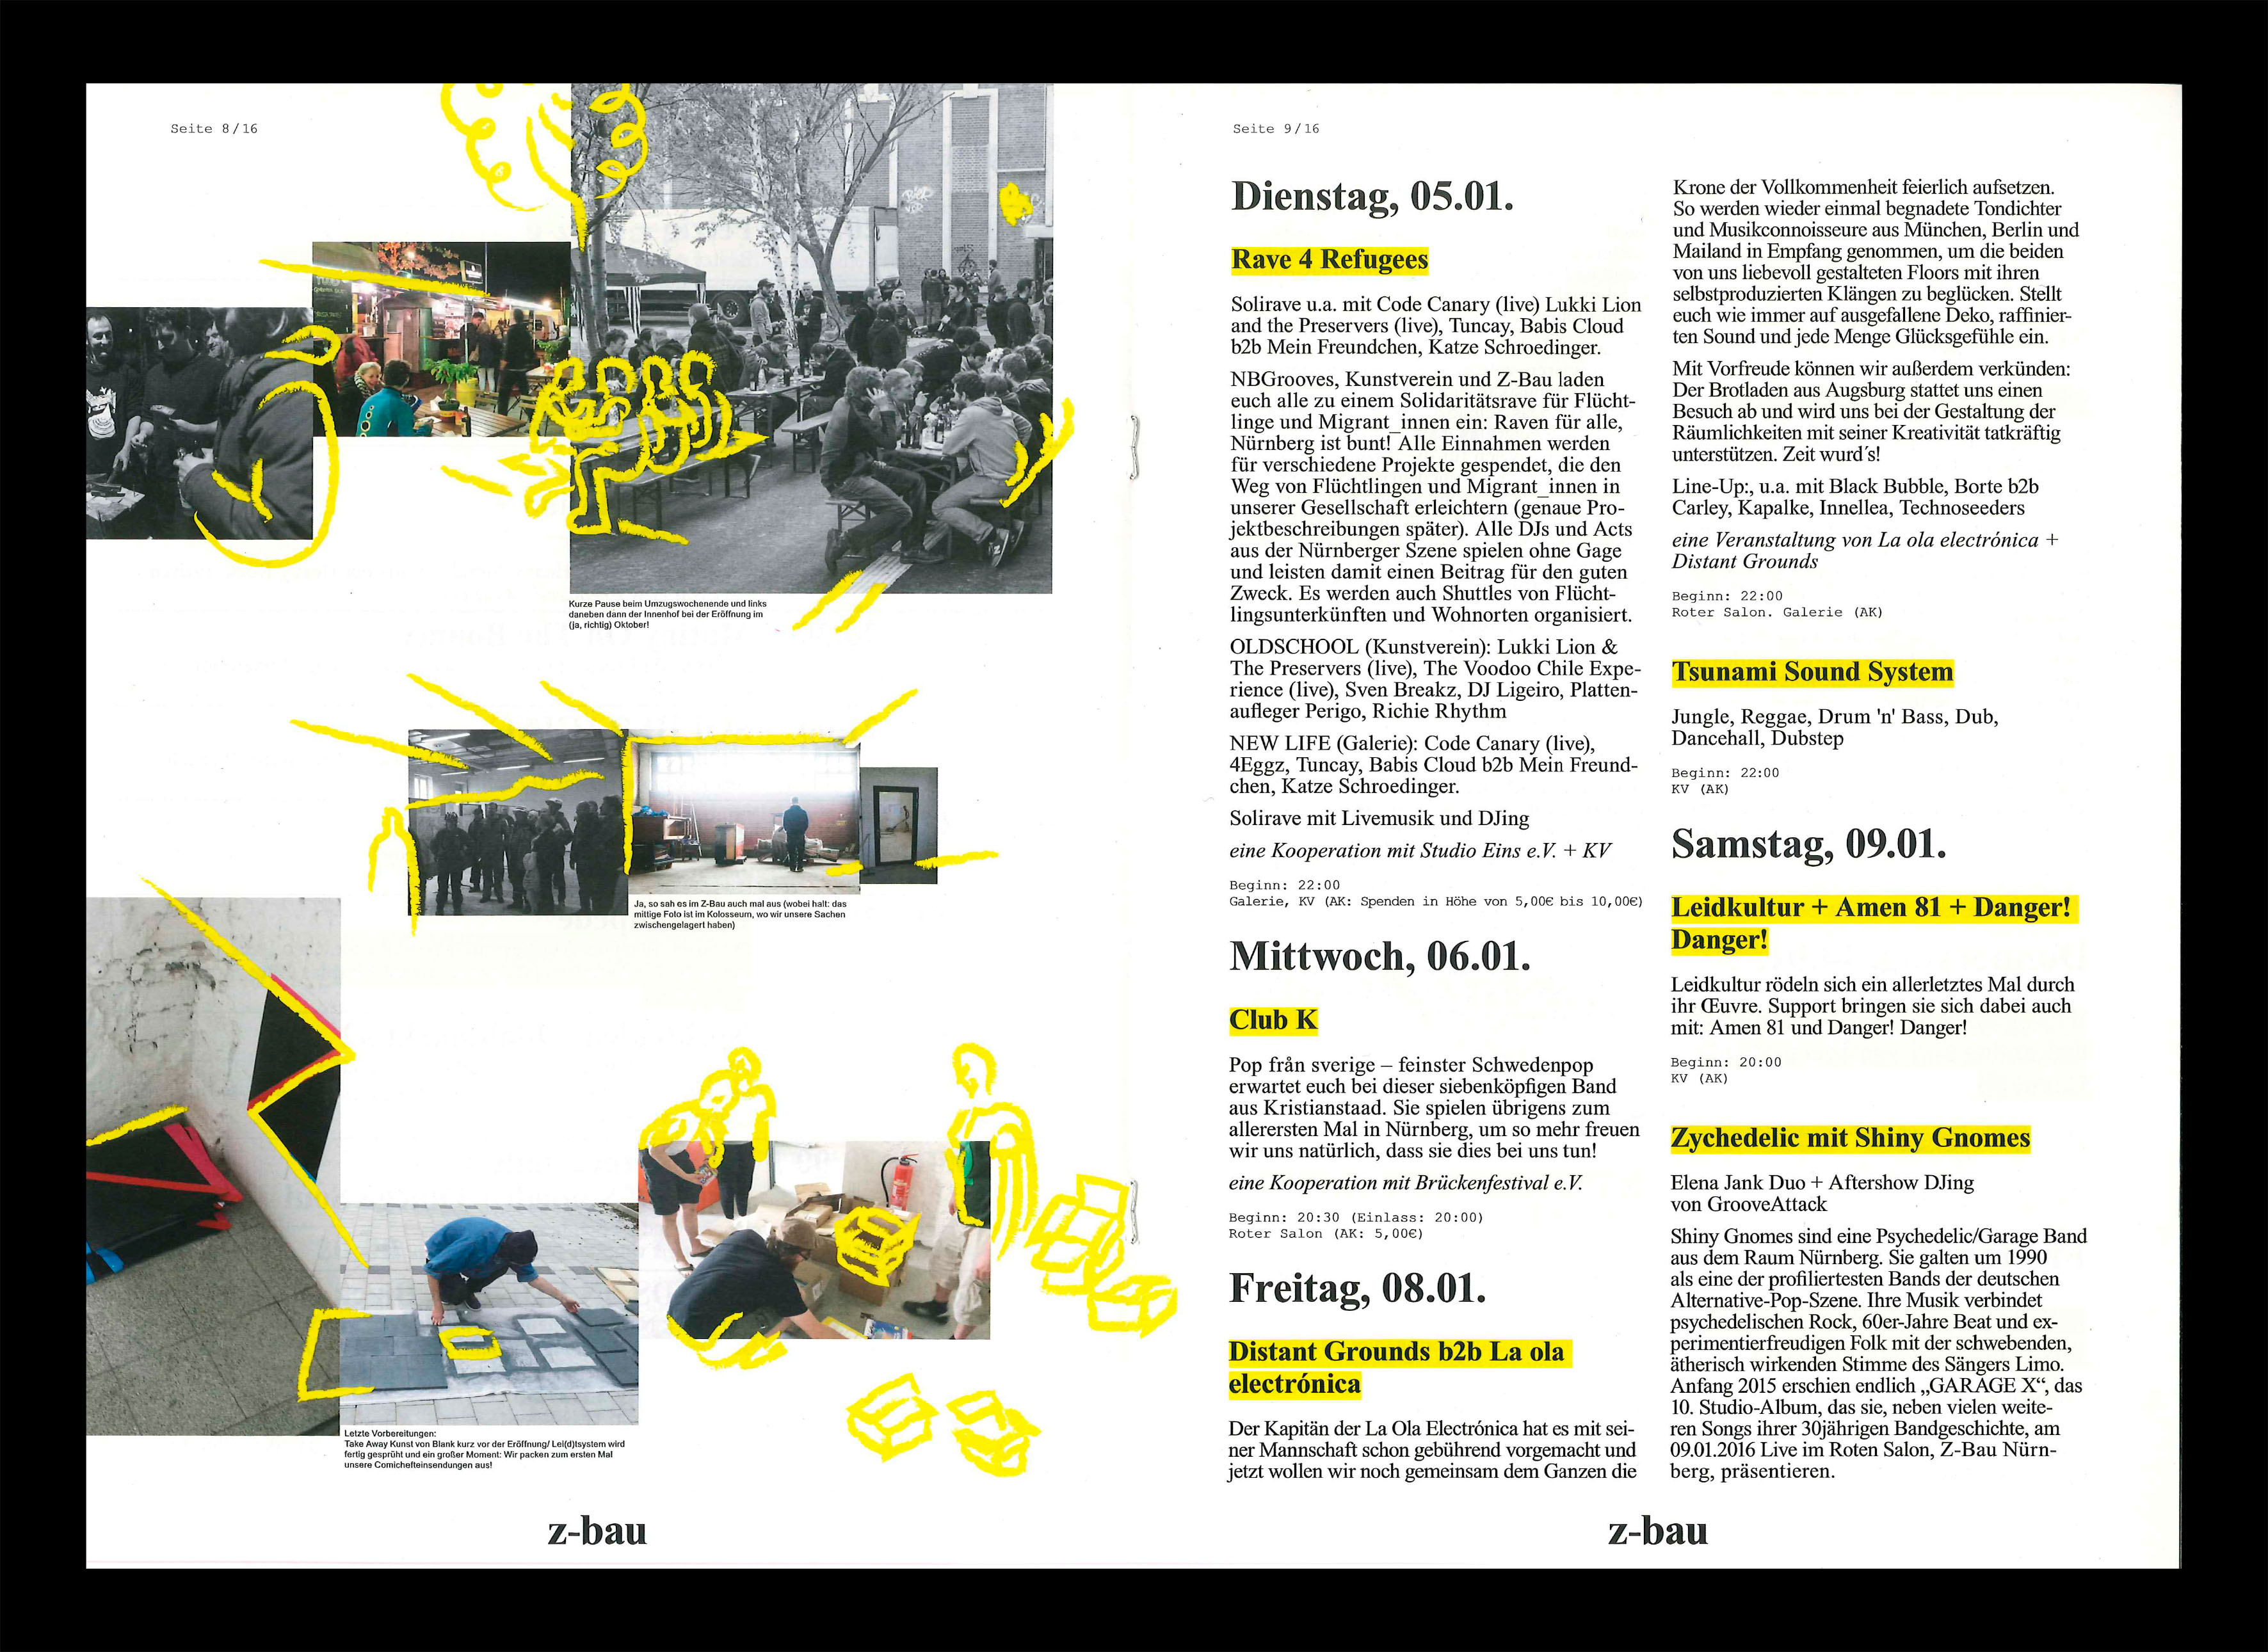 Seite 8/16
Kurze Pause beim Umzugswochenende und links
daneben dann der Innenhof bei der Eröffnung im
(ja, richtig) Oktober!
Ja, so sah es im Z-Bau auch mal aus (wobei halt: das
mittige Foto ist im Kolosseum, wo wir unsere Sachen
zwischengelagert haben)
Letzte Vorbereitungen:
Take Away Kunst von Blank kurz vor der Eröffnung/ Lei(d)tsystem wird
fertig gesprüht und ein großer Moment: Wir packen zum ersten Mal
unsere Comichefteinsendungen aus!
z-bau
Seite 9/16
Dienstag, 05.01.
Rave 4 Refugees
Solirave u.a. mit Code Canary (live) Lukki Lion
and the Preservers (live), Tuncay, Babis Cloud
b2b Mein Freundchen, Katze Schroedinger.
NBGrooves, Kunstverein und Z-Bau laden
euch alle zu einem Solidaritätsrave für Flücht-
linge und Migrant_innen ein: Raven für alle,
Nürnberg ist bunt! Alle Einnahmen werden
für verschiedene Projekte gespendet, die den
Weg von Flüchtlingen und Migrant_innen in
unserer Gesellschaft erleichtern (genaue Pro-
jektbeschreibungen später). Alle DJs und Acts
aus der Nürnberger Szene spielen ohne Gage
und leisten damit einen Beitrag für den guten
Zweck. Es werden auch Shuttles von Flücht-
lingsunterkünften und Wohnorten organisiert.
OLDSCHOOL (Kunstverein): Lukki Lion &
The Preservers (live), The Voodoo Chile Expe-
rience (live), Sven Breakz, DJ Ligeiro, Platten-
aufleger Perigo, Richie Rhythm
NEW LIFE (Galerie): Code Canary (live),
4Eggz, Tuncay, Babis Cloud b2b Mein Freund-
chen, Katze Schroedinger.
Solirave mit Livemusik und DJing
eine Kooperation mit Studio Eins e.V. + KV
Beginn: 22:00
Galerie, KV (AK: Spenden in Höhe von 5,00€ bis 10,00€)
Mittwoch, 06.01.
Club K
Pop från sverige – feinster Schwedenpop
erwartet euch bei dieser siebenköpfigen Band
aus Kristianstaad. Sie spielen übrigens zum
allerersten Mal in Nürnberg, um so mehr freuen
wir uns natürlich, dass sie dies bei uns tun!
eine Kooperation mit Brückenfestival e.V.
Beginn: 20:30 (Einlass: 20:00)
Roter Salon (AK: 5,00€)
Freitag, 08.01.
Distant Grounds b2b La ola
electrónica
Der Kapitän der La Ola Electrónica hat es mit sei-
ner Mannschaft schon gebührend vorgemacht und
jetzt wollen wir noch gemeinsam dem Ganzen die
Krone der Vollkommenheit feierlich aufsetzen.
So werden wieder einmal begnadete Tondichter
und Musikconnoisseure aus München, Berlin und
Mailand in Empfang genommen, um die beiden
von uns liebevoll gestalteten Floors mit ihren
selbstproduzierten Klängen zu beglücken. Stellt
euch wie immer auf ausgefallene Deko, raffinier-
ten Sound und jede Menge Glücksgefühle ein.
Mit Vorfreude können wir außerdem verkünden:
Der Brotladen aus Augsburg stattet uns einen
Besuch ab und wird uns bei der Gestaltung der
Räumlichkeiten mit seiner Kreativität tatkräftig
unterstützen. Zeit wurd´s!
Line-Up:, u.a. mit Black Bubble, Borte b2b
Carley, Kapalke, Innellea, Technoseeders
eine Veranstaltung von La ola electrónica +
Distant Grounds
Beginn: 22:00
Roter Salon. Galerie (AK)
Tsunami Sound System
Jungle, Reggae, Drum 'n' Bass, Dub,
Dancehall, Dubstep
Beginn: 22:00
KV (AK)
Samstag, 09.01.
Leidkultur + Amen 81 + Danger!
Danger!
Leidkultur rödeln sich ein allerletztes Mal durch
ihr Œuvre. Support bringen sie sich dabei auch
mit: Amen 81 und Danger! Danger!
Beginn: 20:00
KV (AK)
Zychedelic mit Shiny Gnomes
Elena Jank Duo + Aftershow DJing
von GrooveAttack
Shiny Gnomes sind eine Psychedelic/Garage Band
aus dem Raum Nürnberg. Sie galten um 1990
als eine der profiliertesten Bands der deutschen
Alternative-Pop-Szene. Ihre Musik verbindet
psychedelischen Rock, 60er-Jahre Beat und ex-
perimentierfreudigen Folk mit der schwebenden,
ätherisch wirkenden Stimme des Sängers Limo.
Anfang 2015 erschien endlich „GARAGE X“, das
10. Studio-Album, das sie, neben vielen weite-
ren Songs ihrer 30jährigen Bandgeschichte, am
09.01.2016 Live im Roten Salon, Z-Bau Nürn-
berg, präsentieren.
z-bau